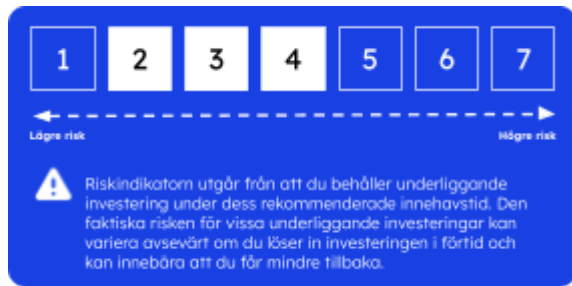 1 2 3 4 5 6 7
Lägre risk Högre risk
Riskindikatorn utgår från att du behåller underliggande
investering under dess rekommenderade innehavstid. Den
faktiska risken för vissa underliggande investeringar kan
variera avsevärt om du löser in investeringen i förtid och
kan innebära att du får mindre tillbaka.